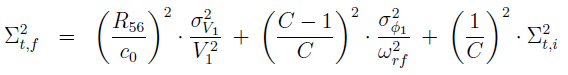 Σ²_{t,f} = (R₅₆ / c₀)² · σ²_{V₁} / V₁² + ((C − 1) / C)² · σ²_{φ₁} / ω²_{rf} + (1 / C)² · Σ²_{t,i}